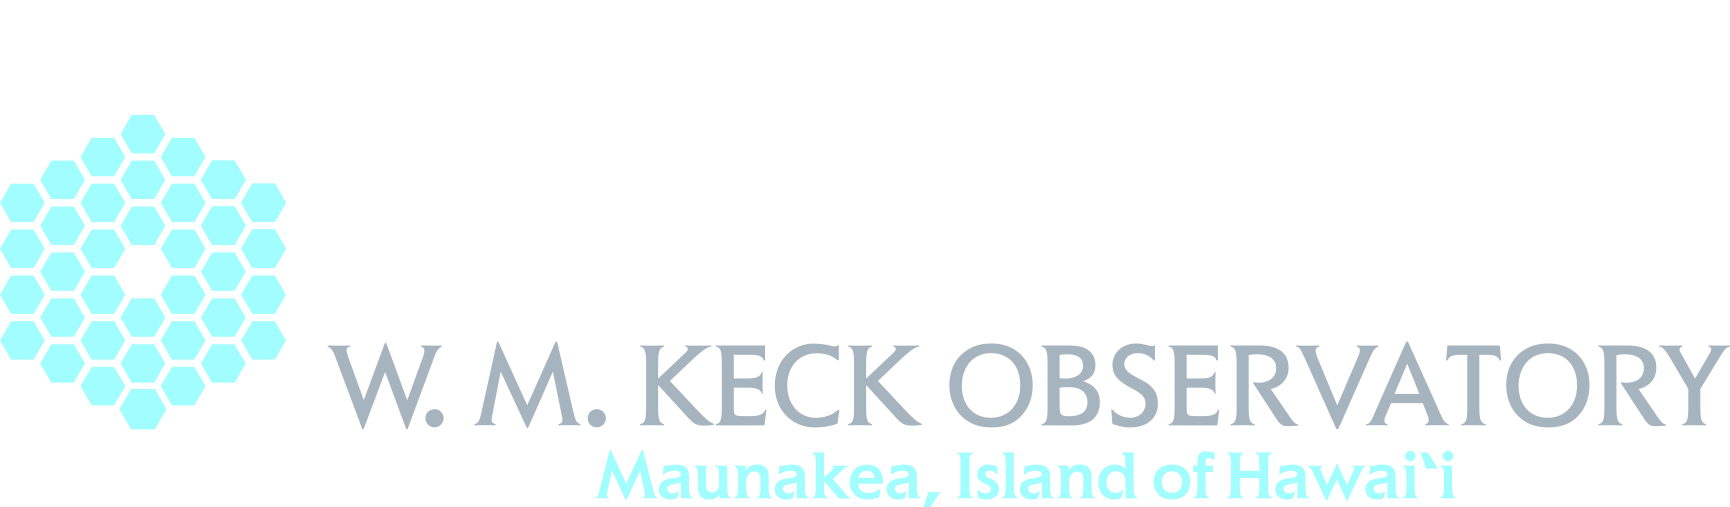 W. M. KECK OBSERVATORY
Maunakea, Island of Hawai‘i